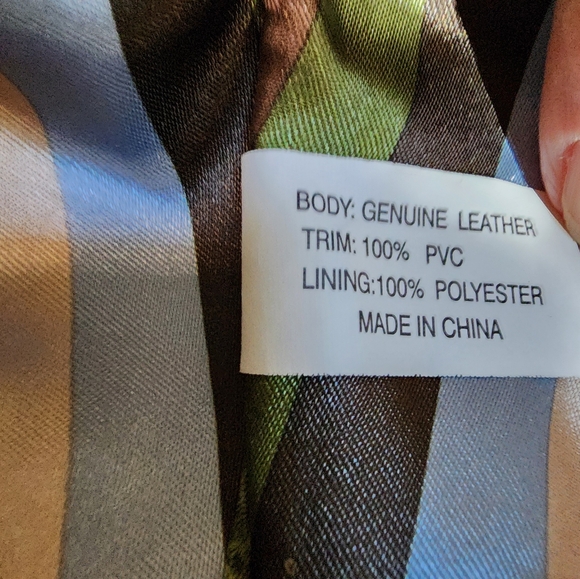 BODY: GENUINE LEATHER
TRIM: 100% PVC
LINING:100% POLYESTER
MADE IN CHINA